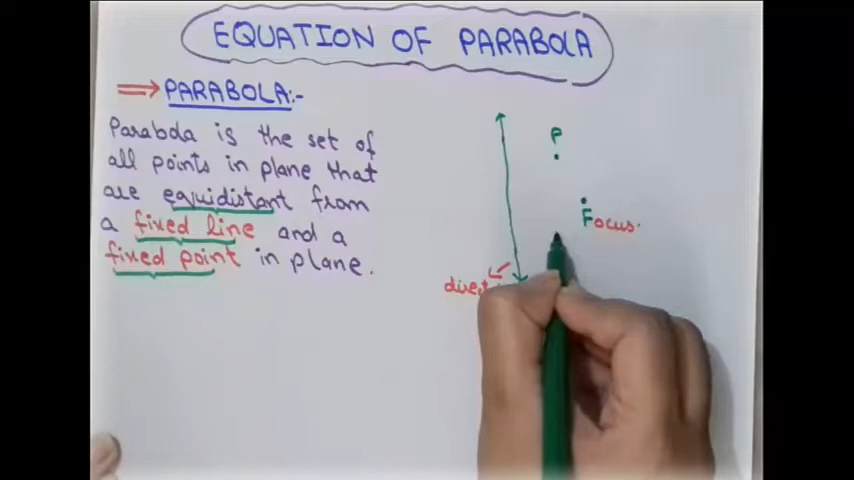 EQUATION OF PARABOLA
⇒ PARABOLA:-
Parabola is the set of
all points in plane that
are equidistant from
a fixed line and a
fixed point in plane.
P
Focus.